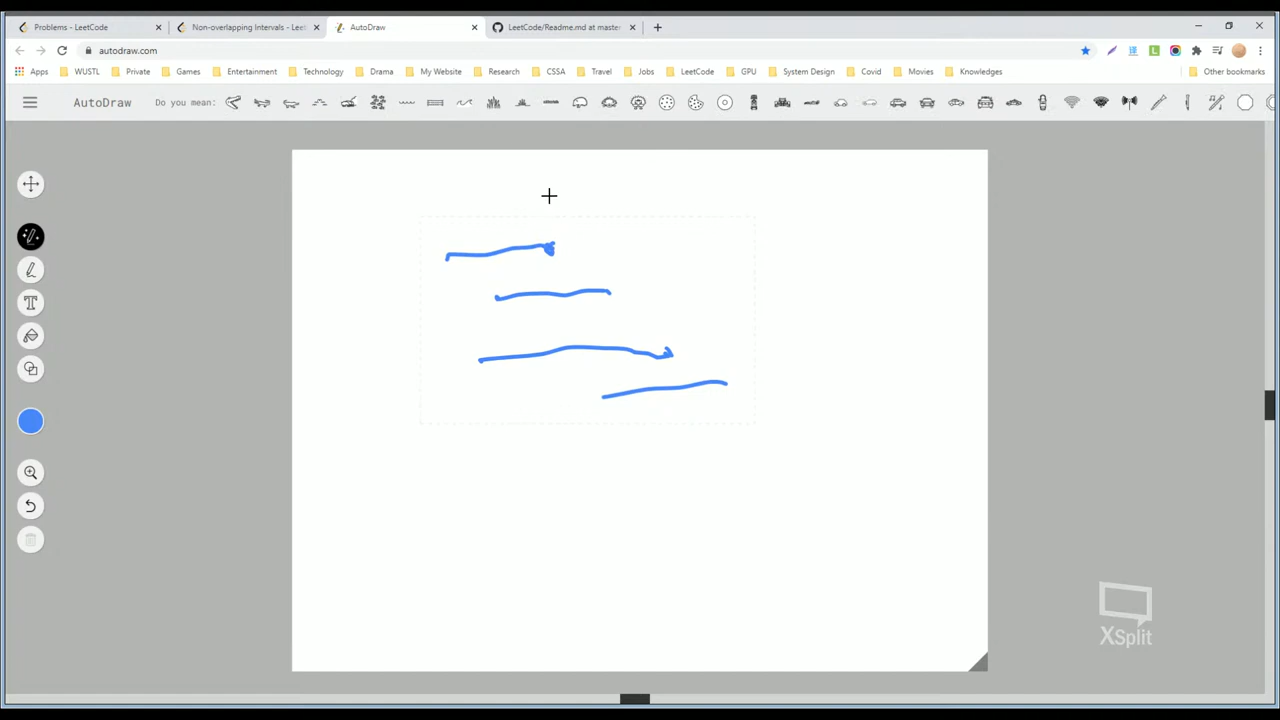 Problems - LeetCode
Non-overlapping Intervals - Leet
AutoDraw
LeetCode/Readme.md at master
autodraw.com
Apps
WUSTL
Private
Games
Entertainment
Technology
Drama
My Website
Research
CSSA
Travel
Jobs
LeetCode
GPU
System Design
Covid
Movies
Knowledges
Other bookmarks
AutoDraw
Do you mean:
XSplit